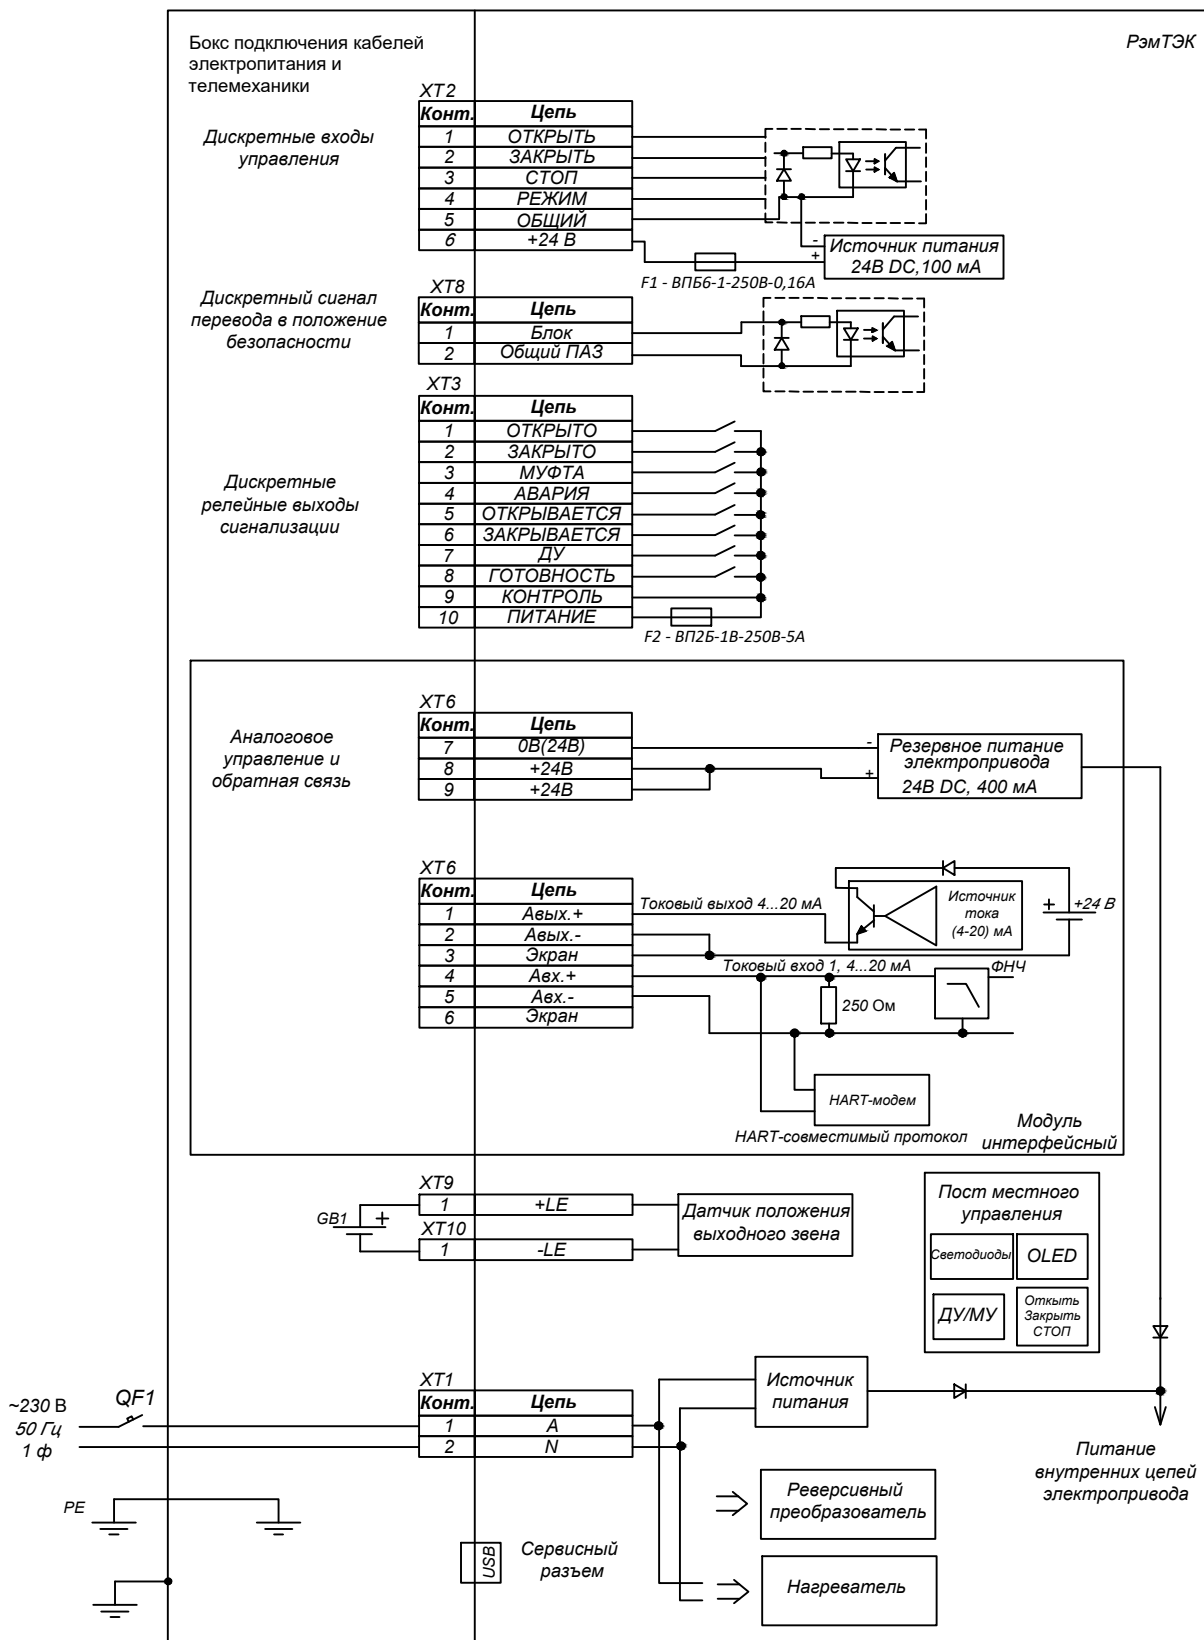 Бокс подключения кабелей
электропитания и
телемеханики
РэмТЭК
Дискретные входы
управления
XT2
Конт. Цепь
1 ОТКРЫТЬ
2 ЗАКРЫТЬ
3 СТОП
4 РЕЖИМ
5 ОБЩИЙ
6 +24 В
-
+
Источник питания
24В DC,100 мА
F1 - ВПБ6-1-250В-0,16А
Дискретный сигнал
перевода в положение
безопасности
XT8
Конт. Цепь
1 Блок
2 Общий ПАЗ
Дискретные
релейные выходы
сигнализации
XT3
Конт. Цепь
1 ОТКРЫТО
2 ЗАКРЫТО
3 МУФТА
4 АВАРИЯ
5 ОТКРЫВАЕТСЯ
6 ЗАКРЫВАЕТСЯ
7 ДУ
8 ГОТОВНОСТЬ
9 КОНТРОЛЬ
10 ПИТАНИЕ
F2 - ВП2Б-1В-250В-5А
Аналоговое
управление и
обратная связь
XT6
Конт. Цепь
7 0В(24В)
8 +24В
9 +24В
-
+
Резервное питание
электропривода
24В DC, 400 мА
XT6
Конт. Цепь
1 Авых.+
2 Авых.-
3 Экран
4 Авх.+
5 Авх.-
6 Экран
Токовый выход 4...20 мА
Источник
тока
(4-20) мА
+
+24 В
Токовый вход 1, 4...20 мА
ФНЧ
250 Ом
HART-модем
HART-совместимый протокол
Модуль
интерфейсный
XT9
1 +LE
XT10
1 -LE
GB1 +
Датчик положения
выходного звена
Пост местного
управления
Светодиоды
OLED
ДУ/МУ
Откыть
Закрыть
СТОП
~230 В
50 Гц
1 ф
QF1
XT1
Конт. Цепь
1 A
2 N
Источник
питания
Питание
внутренних цепей
электропривода
PE
Реверсивный
преобразователь
USB
Сервисный
разъем
Нагреватель